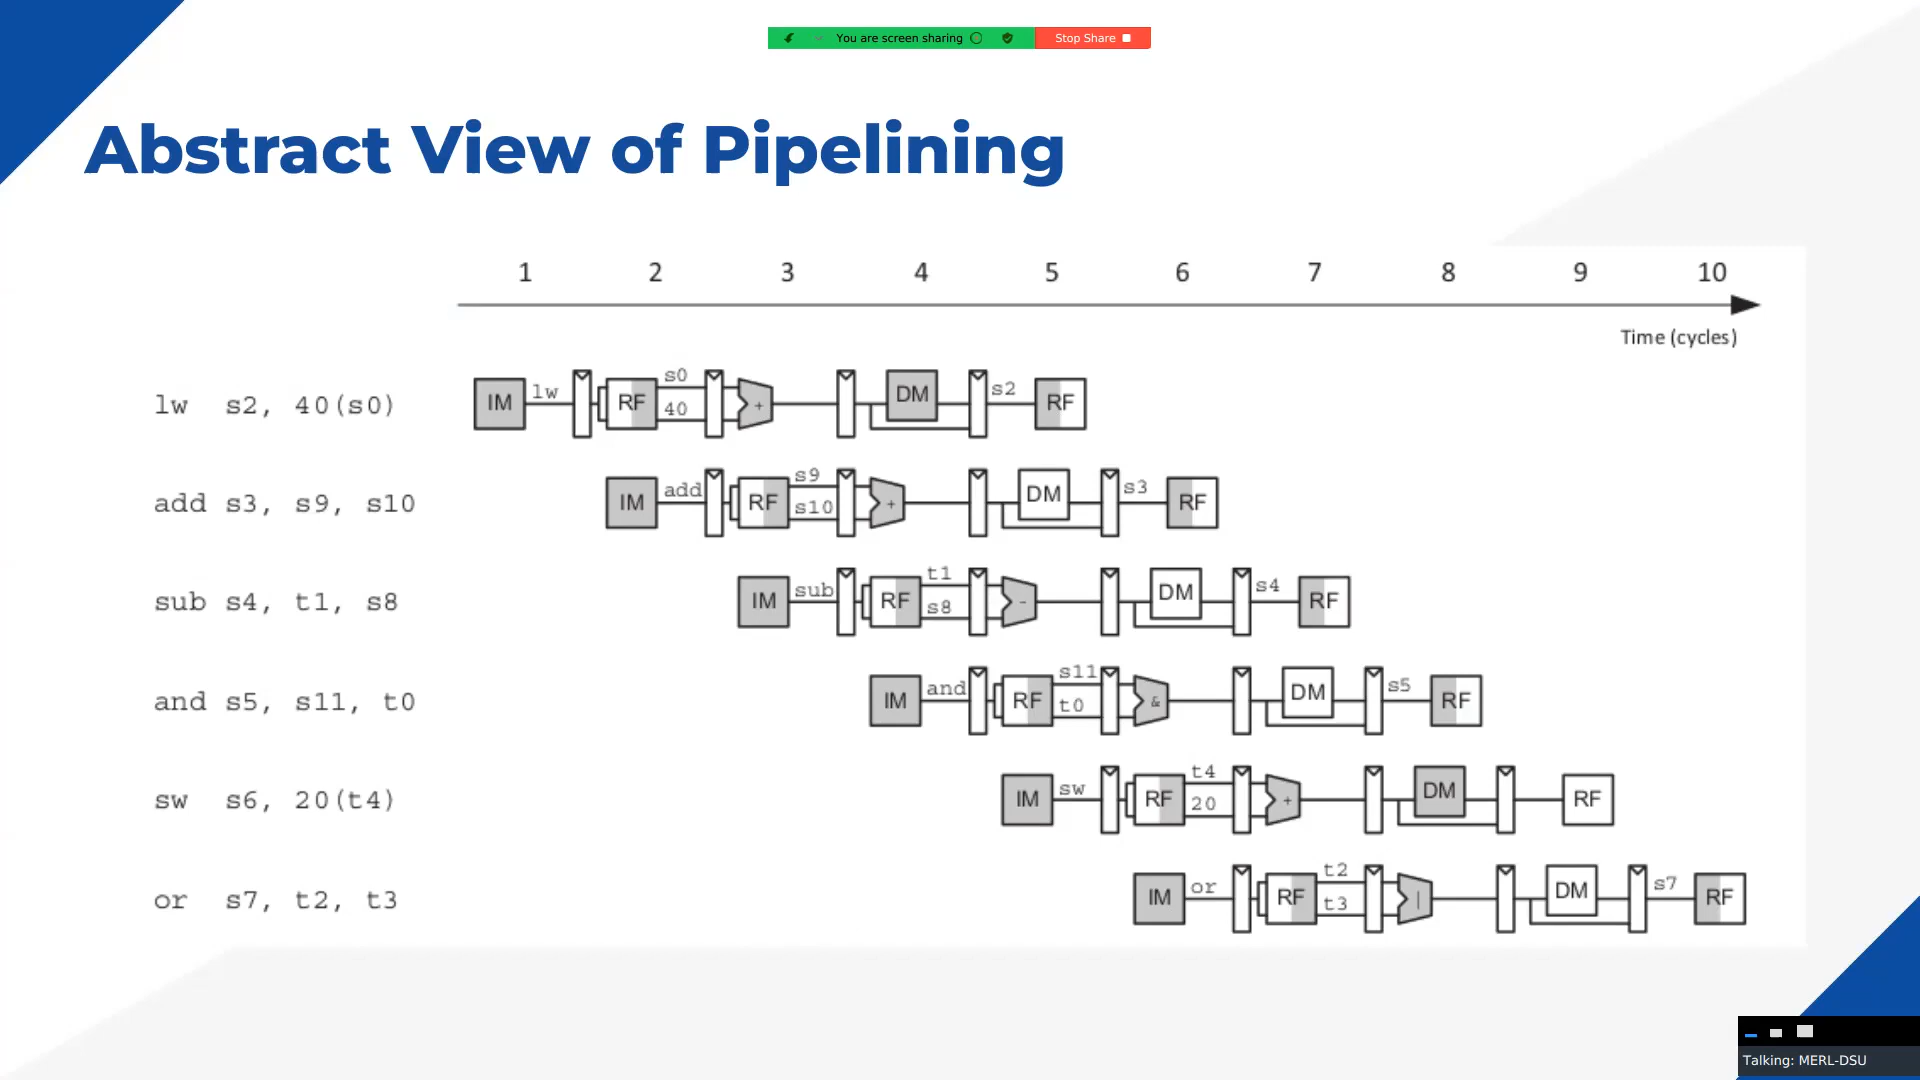 You are screen sharing Stop Share
Abstract View of Pipelining
1 2 3 4 5 6 7 8 9 10
Time (cycles)
lw s2, 40(s0) IM lw RF s0 40 + DM s2 RF
add s3, s9, s10 IM add RF s9 s10 + DM s3 RF
sub s4, t1, s8 IM sub RF t1 s8 - DM s4 RF
and s5, s11, t0 IM and RF s11 t0 & DM s5 RF
sw s6, 20(t4) IM sw RF t4 20 + DM RF
or s7, t2, t3 IM or RF t2 t3 | DM s7 RF
Talking: MERL-DSU